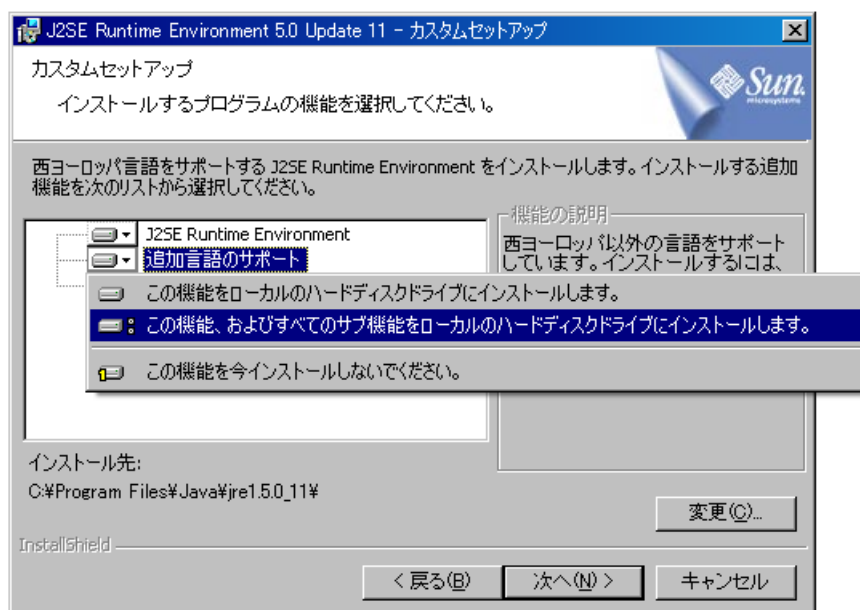 J2SE Runtime Environment 5.0 Update 11 - カスタムセットアップ
カスタムセットアップ
インストールするプログラムの機能を選択してください。
Sun
microsystems
西ヨーロッパ言語をサポートする J2SE Runtime Environment をインストールします。インストールする追加
機能を次のリストから選択してください。
J2SE Runtime Environment
追加言語のサポート
機能の説明
西ヨーロッパ以外の言語をサポート
しています。インストールするには、
この機能をローカルのハードディスクドライブにインストールします。
この機能、およびすべてのサブ機能をローカルのハードディスクドライブにインストールします。
この機能を今インストールしないでください。
インストール先:
C:¥Program Files¥Java¥jre1.5.0_11¥
変更(C)...
InstallShield
< 戻る(B)
次へ(N) >
キャンセル